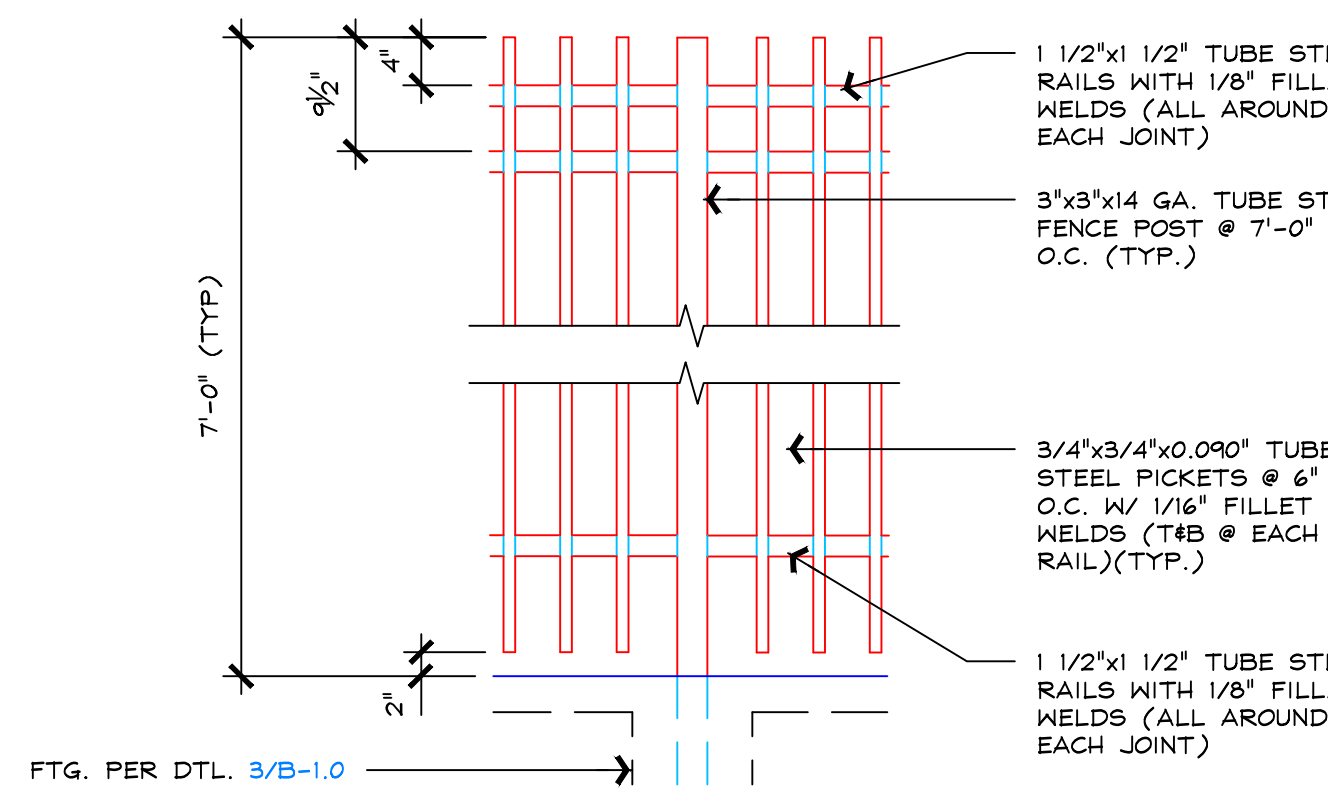 4"
9½"
7'-0" (TYP)
2"
FTG. PER DTL. 3/B-1.0
1 1/2"x1 1/2" TUBE
RAILS WITH 1/8"
WELDS (ALL AROUND
EACH JOINT)
3"x3"x14 GA. TUBE
FENCE POST @ 7'-0"
O.C. (TYP.)
3/4"x3/4"x0.090" TUBE
STEEL PICKETS @ 6"
O.C. W/ 1/16" FILLET
WELDS (T&B @ EACH
RAIL)(TYP.)
1 1/2"x1 1/2" TUBE
RAILS WITH 1/8"
WELDS (ALL AROUND
EACH JOINT)